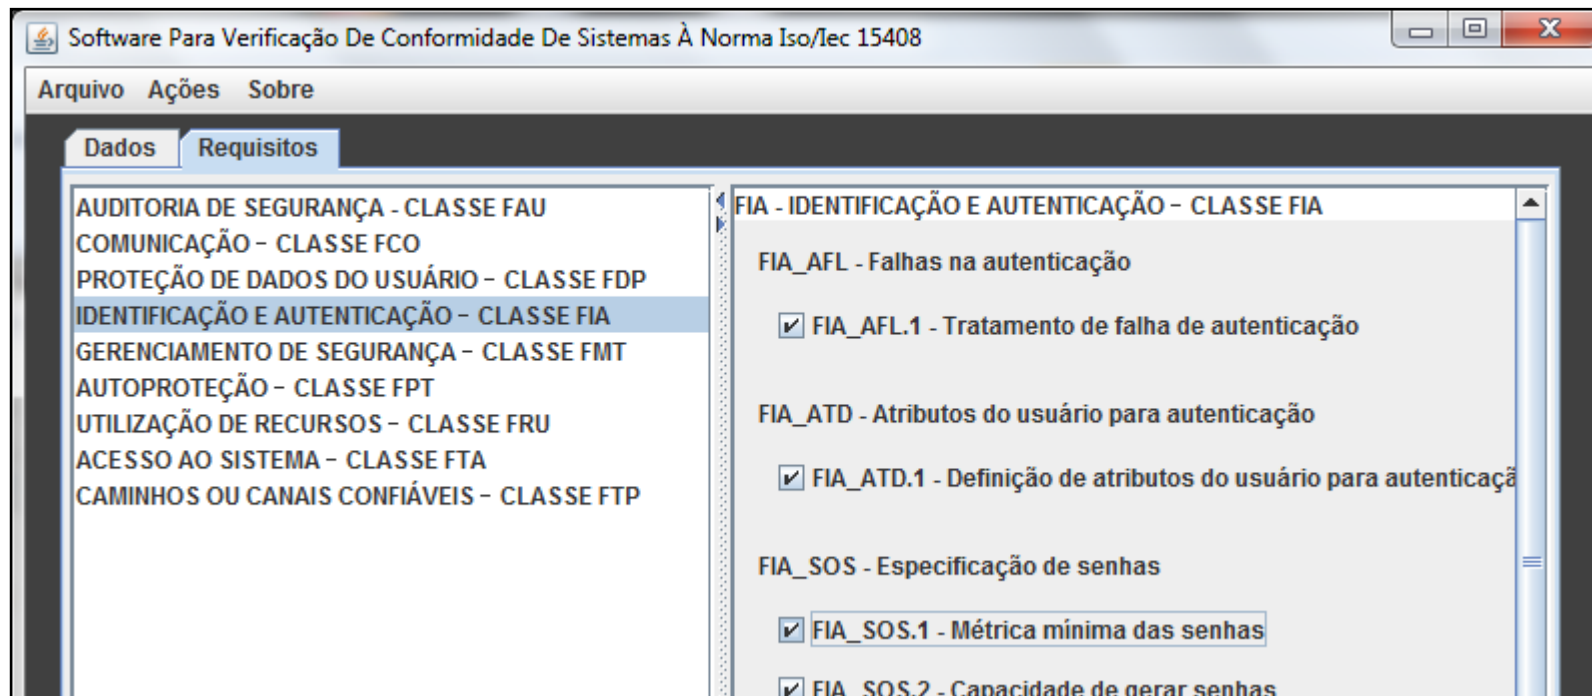 Software Para Verificação De Conformidade De Sistemas À Norma Iso/Iec 15408
Arquivo Ações Sobre
Dados Requisitos
AUDITORIA DE SEGURANÇA - CLASSE FAU
COMUNICAÇÃO – CLASSE FCO
PROTEÇÃO DE DADOS DO USUÁRIO – CLASSE FDP
IDENTIFICAÇÃO E AUTENTICAÇÃO – CLASSE FIA
GERENCIAMENTO DE SEGURANÇA – CLASSE FMT
AUTOPROTEÇÃO – CLASSE FPT
UTILIZAÇÃO DE RECURSOS – CLASSE FRU
ACESSO AO SISTEMA – CLASSE FTA
CAMINHOS OU CANAIS CONFIÁVEIS – CLASSE FTP
FIA - IDENTIFICAÇÃO E AUTENTICAÇÃO – CLASSE FIA
FIA_AFL - Falhas na autenticação
FIA_AFL.1 - Tratamento de falha de autenticação
FIA_ATD - Atributos do usuário para autenticação
FIA_ATD.1 - Definição de atributos do usuário para autenticaçã
FIA_SOS - Especificação de senhas
FIA_SOS.1 - Métrica mínima das senhas
FIA_SOS.2 - Capacidade de gerar senhas